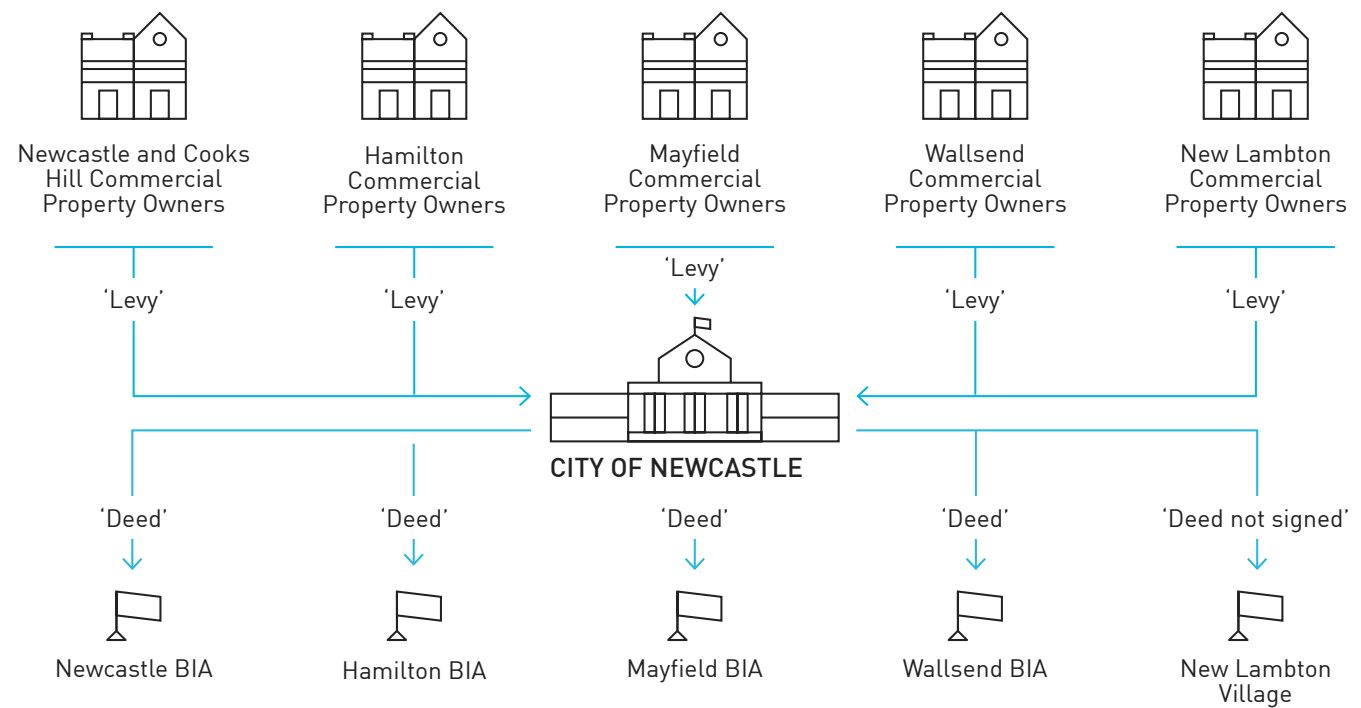 Newcastle and Cooks
Hill Commercial
Property Owners
Hamilton
Commercial
Property Owners
Mayfield
Commercial
Property Owners
Wallsend
Commercial
Property Owners
New Lambton
Commercial
Property Owners
‘Levy’
‘Levy’
‘Levy’
‘Levy’
‘Levy’
CITY OF NEWCASTLE
‘Deed’
‘Deed’
‘Deed’
‘Deed’
‘Deed not signed’
Newcastle BIA
Hamilton BIA
Mayfield BIA
Wallsend BIA
New Lambton
Village